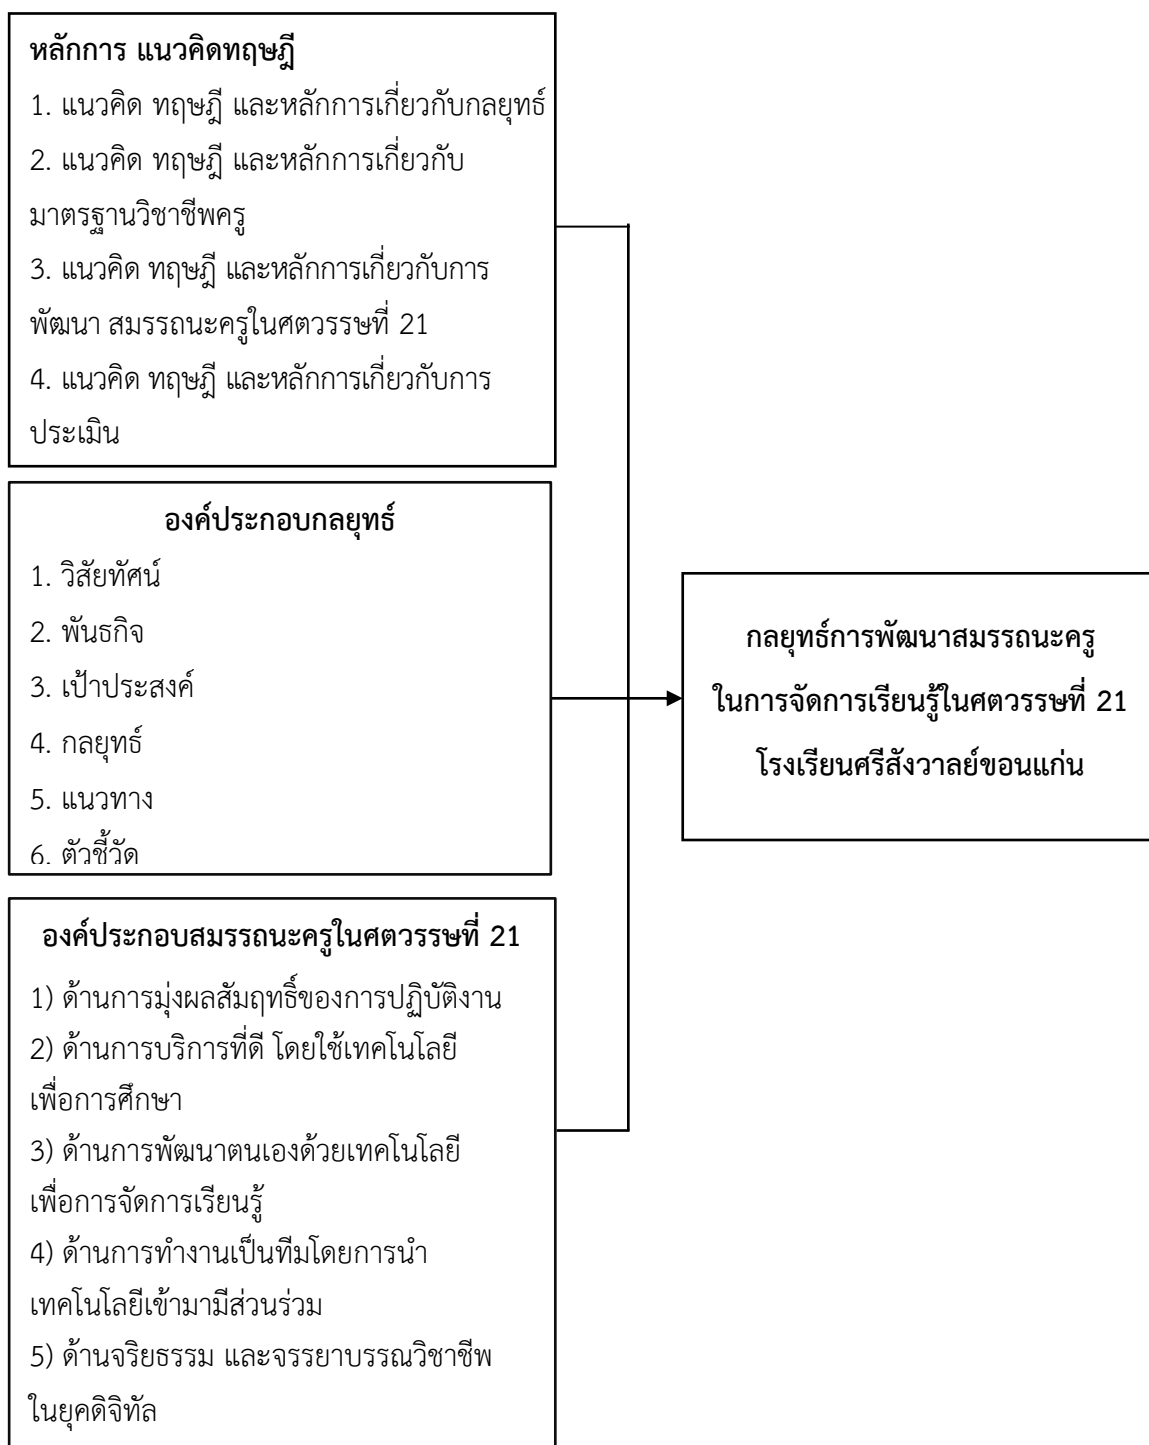 หลักการ แนวคิดทฤษฎี
1. แนวคิด ทฤษฎี และหลักการเกี่ยวกับกลยุทธ์
2. แนวคิด ทฤษฎี และหลักการเกี่ยวกับ
มาตรฐานวิชาชีพครู
3. แนวคิด ทฤษฎี และหลักการเกี่ยวกับการ
พัฒนา สมรรถนะครูในศตวรรษที่ 21
4. แนวคิด ทฤษฎี และหลักการเกี่ยวกับการ
ประเมิน
องค์ประกอบกลยุทธ์
1. วิสัยทัศน์
2. พันธกิจ
3. เป้าประสงค์
4. กลยุทธ์
5. แนวทาง
6. ตัวชี้วัด
องค์ประกอบสมรรถนะครูในศตวรรษที่ 21
1) ด้านการมุ่งผลสัมฤทธิ์ของการปฏิบัติงาน
2) ด้านการบริการที่ดี โดยใช้เทคโนโลยี
เพื่อการศึกษา
3) ด้านการพัฒนาตนเองด้วยเทคโนโลยี
เพื่อการจัดการเรียนรู้
4) ด้านการทำงานเป็นทีมโดยการนำ
เทคโนโลยีเข้ามามีส่วนร่วม
5) ด้านจริยธรรม และจรรยาบรรณวิชาชีพ
ในยุคดิจิทัล
กลยุทธ์การพัฒนาสมรรถนะครู
ในการจัดการเรียนรู้ในศตวรรษที่ 21
โรงเรียนศรีสังวาลย์ขอนแก่น